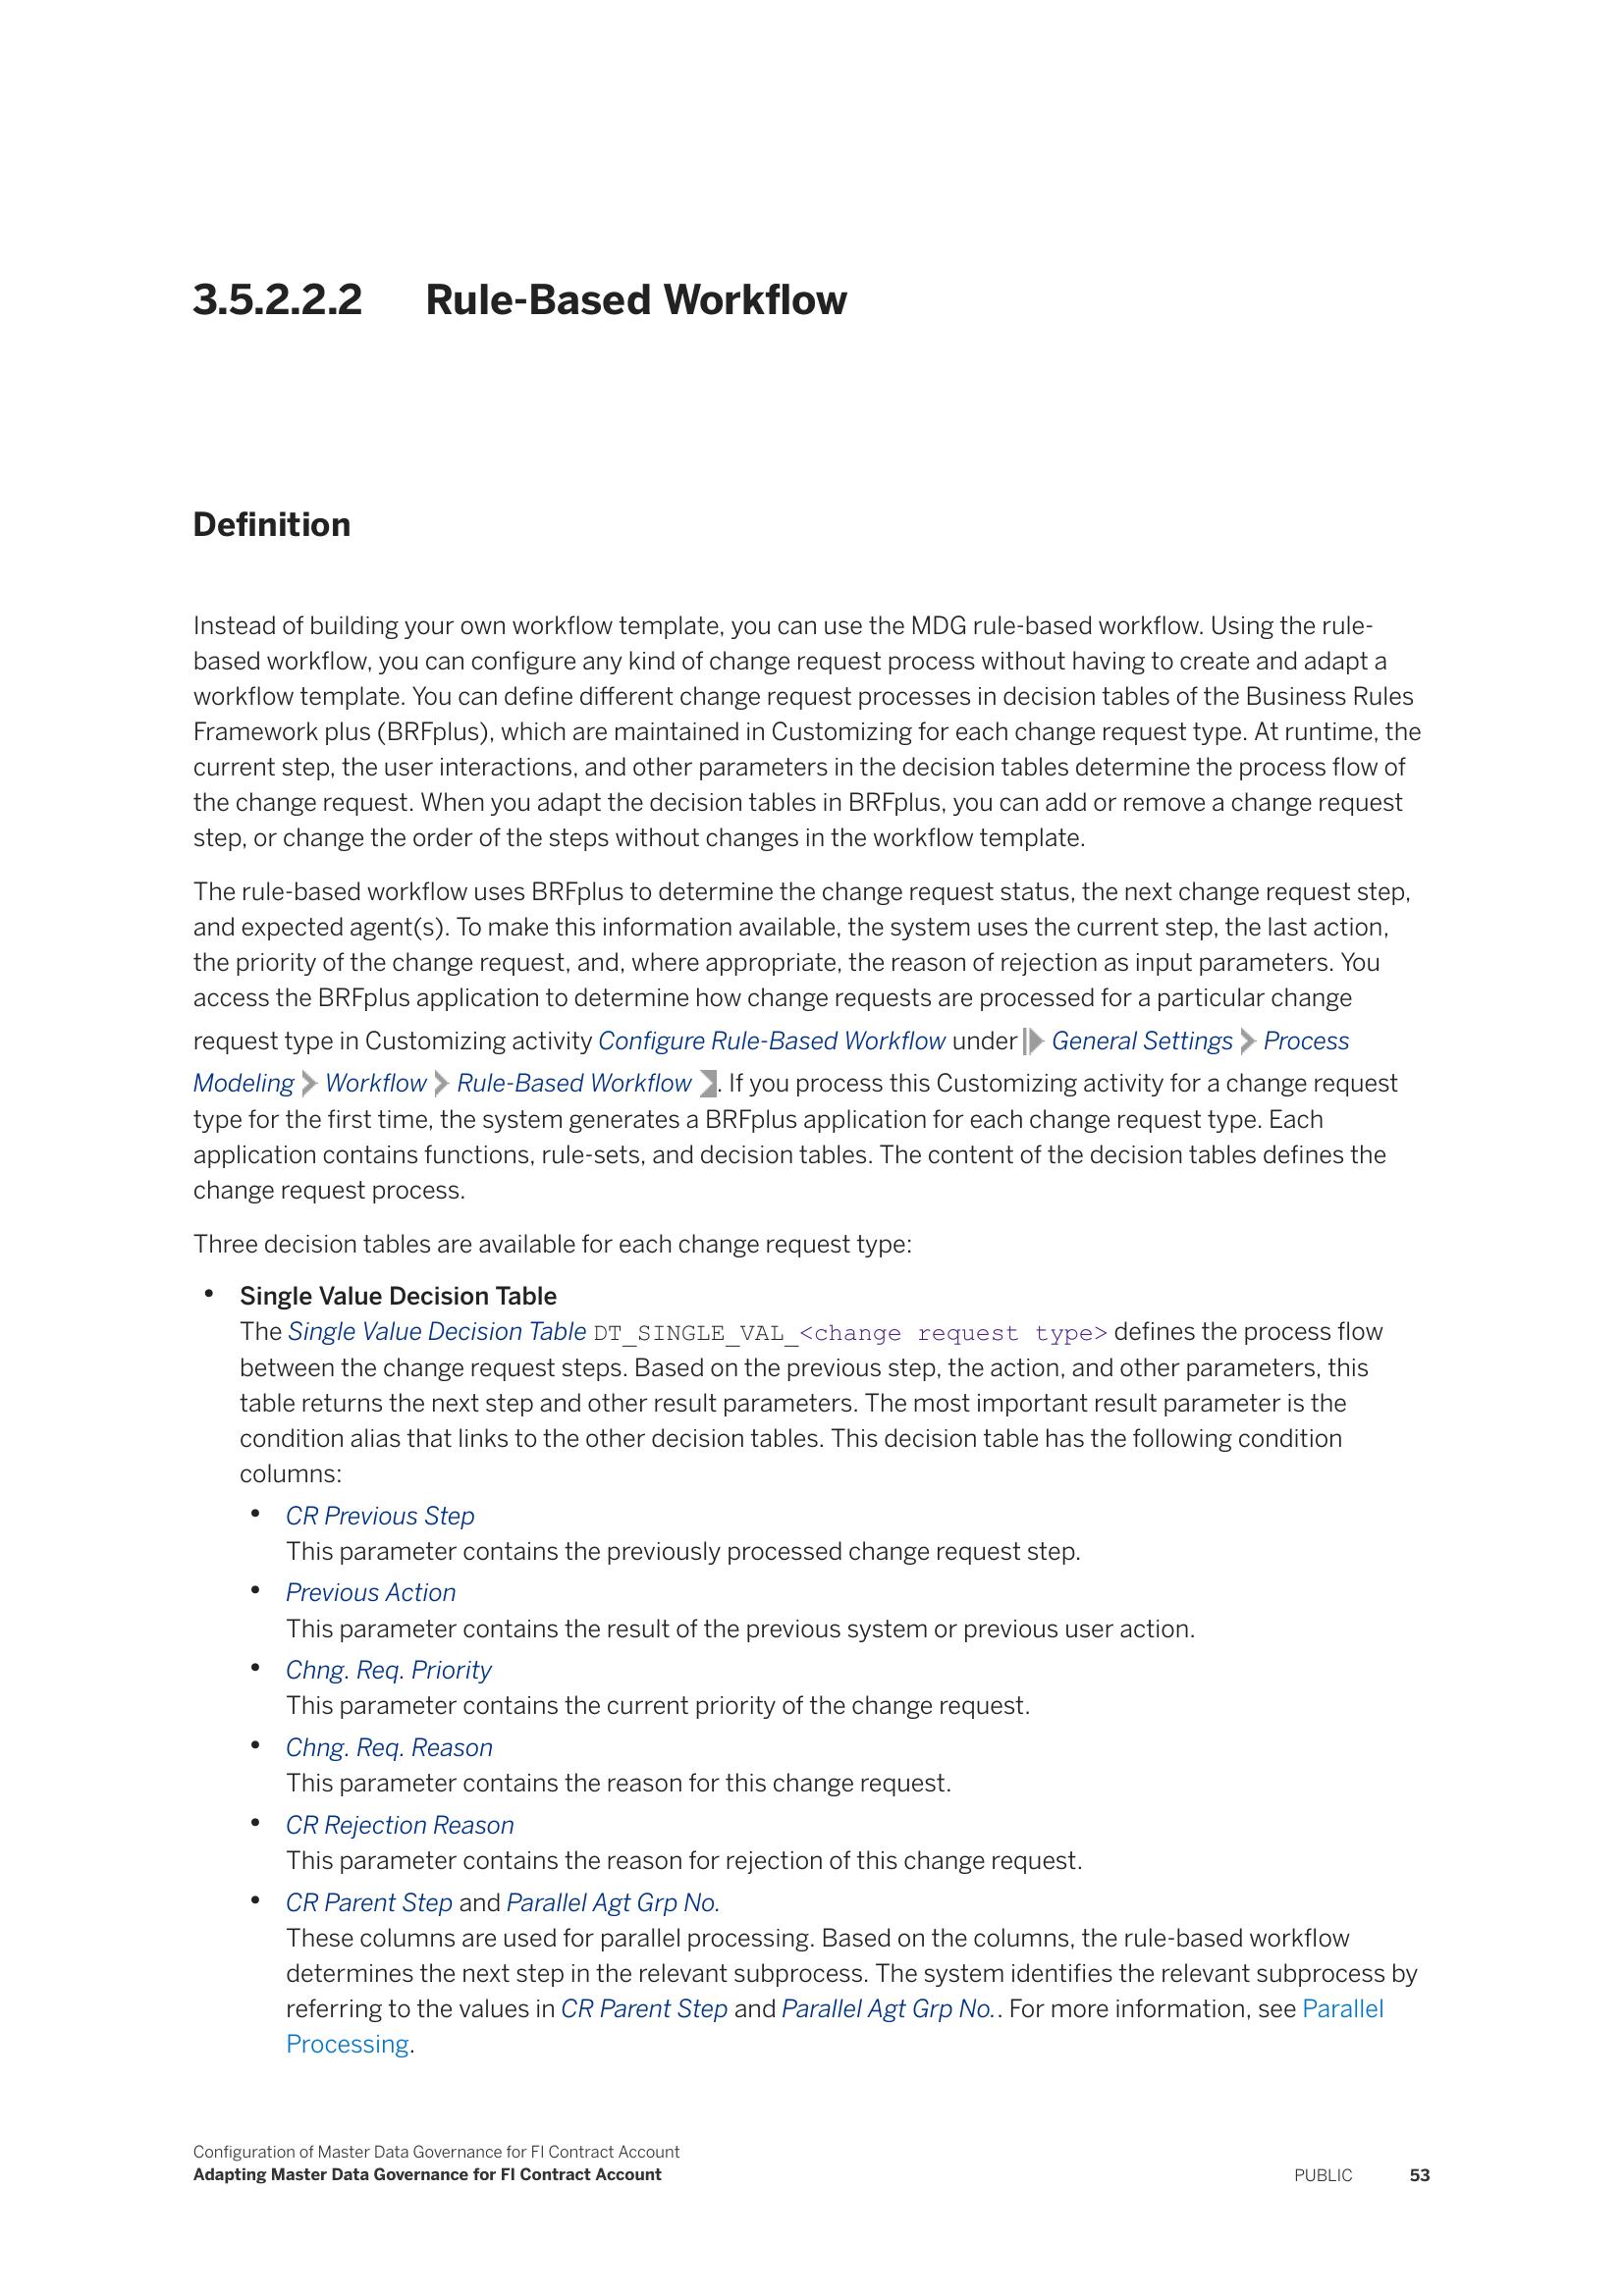 3.5.2.2.2 Rule-Based Workflow
Definition
Instead of building your own workflow template, you can use the MDG rule-based workflow. Using the rule-
based workflow, you can configure any kind of change request process without having to create and adapt a
workflow template. You can define different change request processes in decision tables of the Business Rules
Framework plus (BRFplus), which are maintained in Customizing for each change request type. At runtime, the
current step, the user interactions, and other parameters in the decision tables determine the process flow of
the change request. When you adapt the decision tables in BRFplus, you can add or remove a change request
step, or change the order of the steps without changes in the workflow template.
The rule-based workflow uses BRFplus to determine the change request status, the next change request step,
and expected agent(s). To make this information available, the system uses the current step, the last action,
the priority of the change request, and, where appropriate, the reason of rejection as input parameters. You
access the BRFplus application to determine how change requests are processed for a particular change
request type in Customizing activity Configure Rule-Based Workflow under General Settings Process
Modeling Workflow Rule-Based Workflow . If you process this Customizing activity for a change request
type for the first time, the system generates a BRFplus application for each change request type. Each
application contains functions, rule-sets, and decision tables. The content of the decision tables defines the
change request process.
Three decision tables are available for each change request type:
• Single Value Decision Table
The Single Value Decision Table DT_SINGLE_VAL_<change request type> defines the process flow
between the change request steps. Based on the previous step, the action, and other parameters, this
table returns the next step and other result parameters. The most important result parameter is the
condition alias that links to the other decision tables. This decision table has the following condition
columns:
• CR Previous Step
This parameter contains the previously processed change request step.
• Previous Action
This parameter contains the result of the previous system or previous user action.
• Chng. Req. Priority
This parameter contains the current priority of the change request.
• Chng. Req. Reason
This parameter contains the reason for this change request.
• CR Rejection Reason
This parameter contains the reason for rejection of this change request.
• CR Parent Step and Parallel Agt Grp No.
These columns are used for parallel processing. Based on the columns, the rule-based workflow
determines the next step in the relevant subprocess. The system identifies the relevant subprocess by
referring to the values in CR Parent Step and Parallel Agt Grp No.. For more information, see Parallel
Processing.
Configuration of Master Data Governance for FI Contract Account
Adapting Master Data Governance for FI Contract Account PUBLIC 53